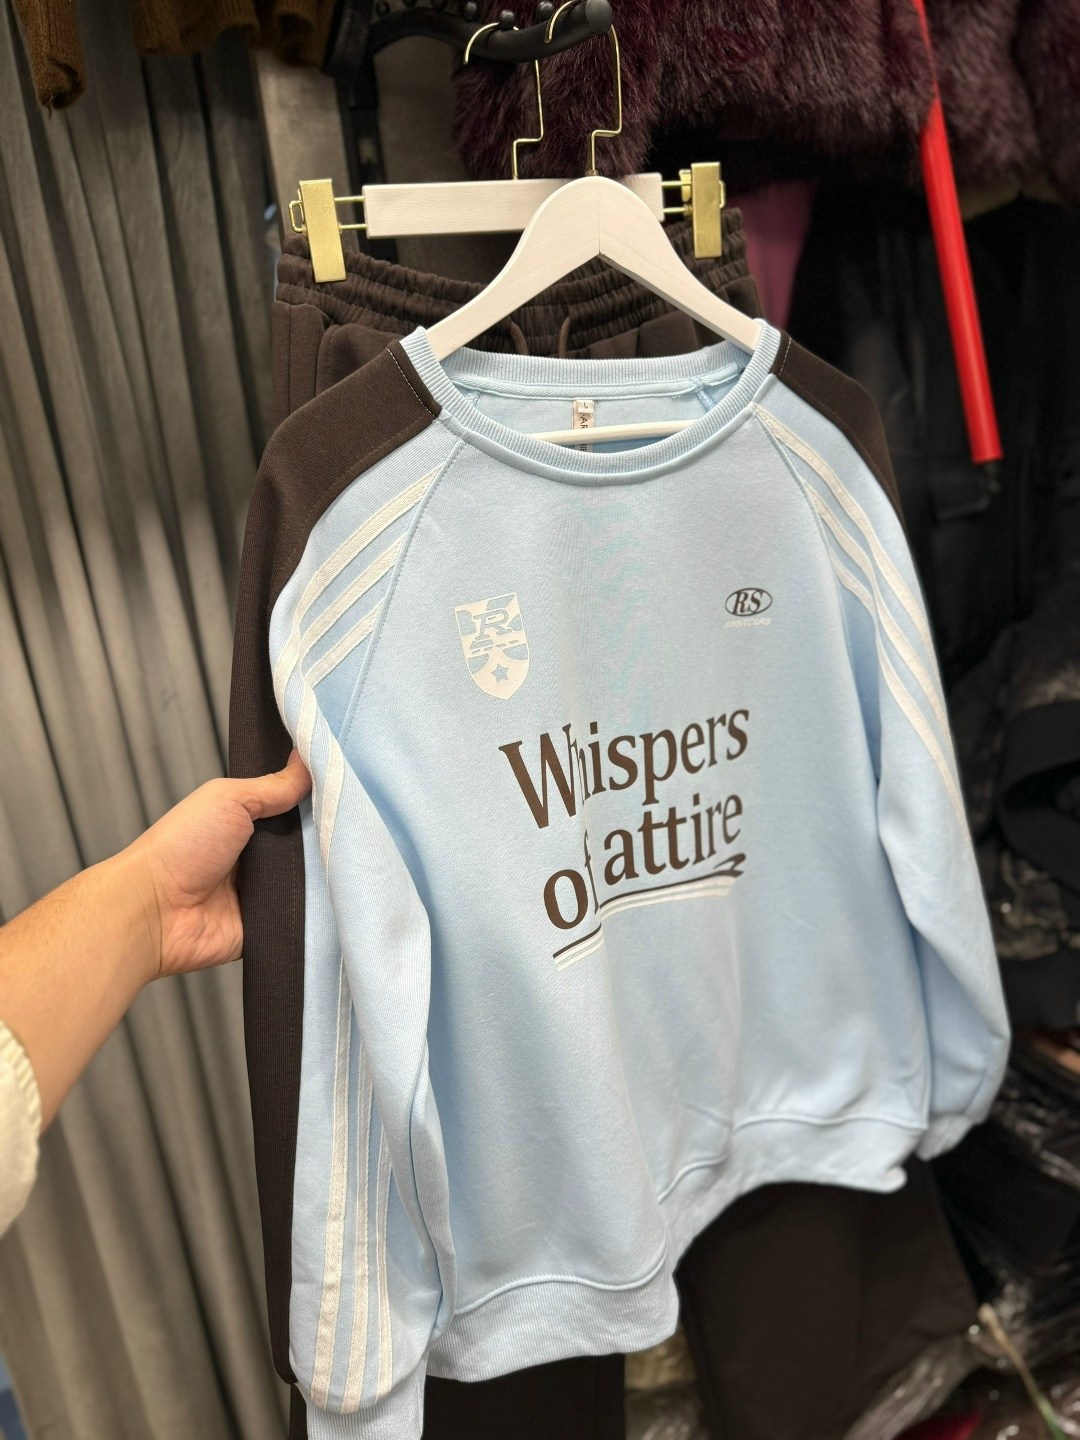 L
R
RS
Whispers
of attire